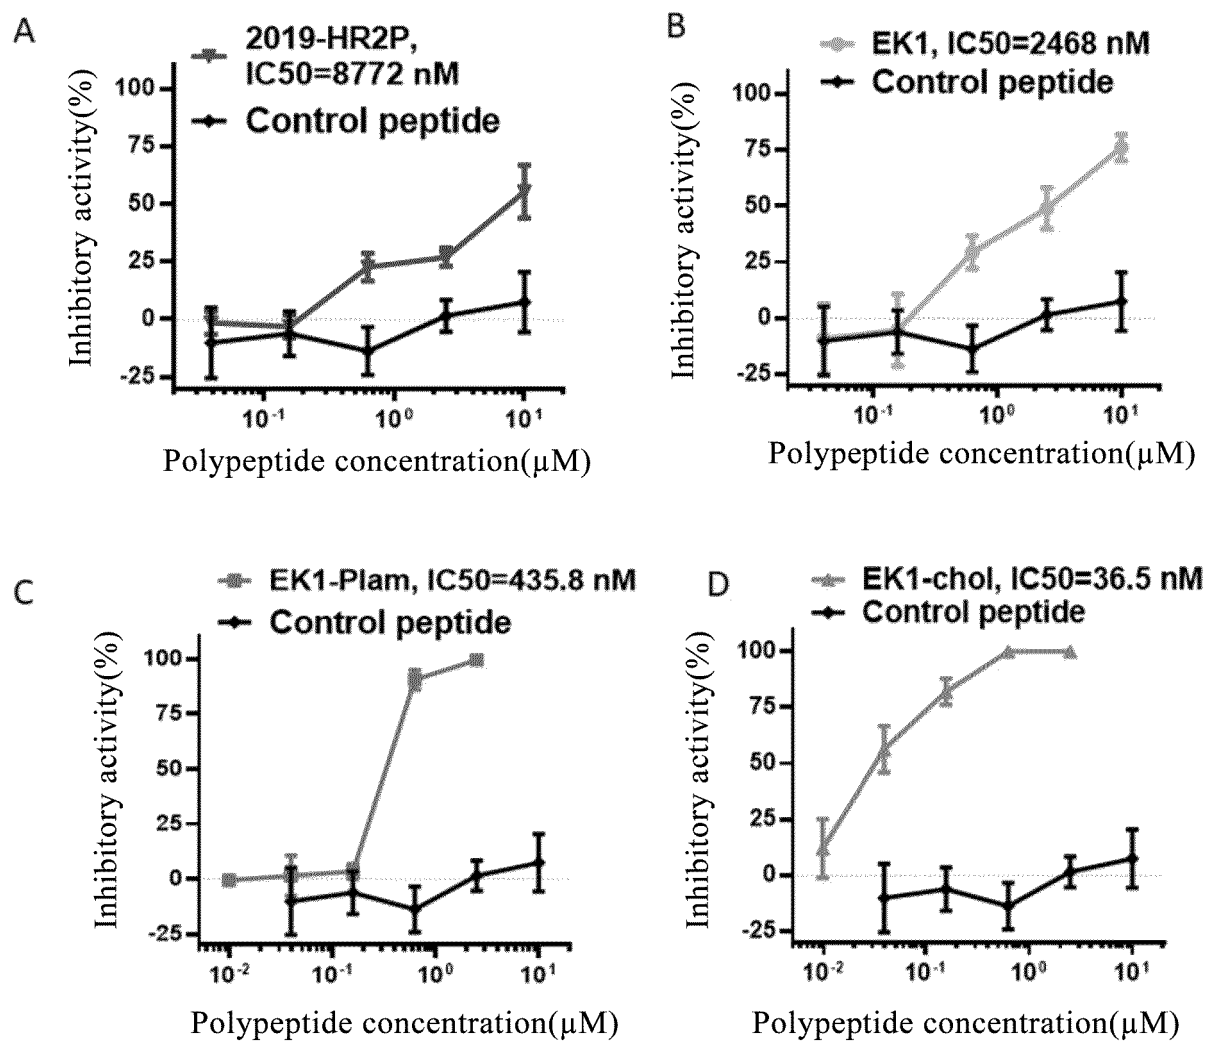 A
2019-HR2P,
IC50=8772 nM
Control peptide
Inhibitory activity(%)
100
75
50
25
0
-25
10-1 100 101
Polypeptide concentration(µM)
B
EK1, IC50=2468 nM
Control peptide
Inhibitory activity(%)
100
75
50
25
0
-25
10-1 100 101
Polypeptide concentration(µM)
C
EK1-Plam, IC50=435.8 nM
Control peptide
Inhibitory activity(%)
100
75
50
25
0
-25
10-2 10-1 100 101
Polypeptide concentration(µM)
D
EK1-chol, IC50=36.5 nM
Control peptide
Inhibitory activity(%)
100
75
50
25
0
-25
10-2 10-1 100 101
Polypeptide concentration(µM)